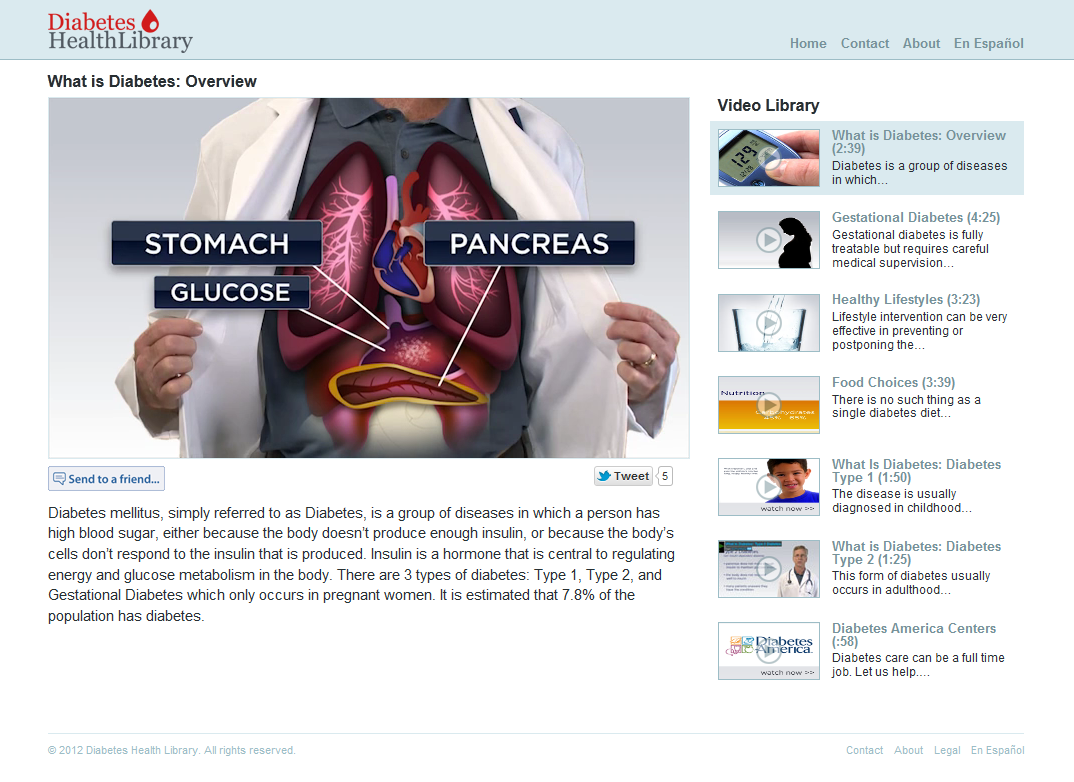 Diabetes
HealthLibrary
Home Contact About En Español
What is Diabetes: Overview
STOMACH
PANCREAS
GLUCOSE
Send to a friend...
Tweet 5
Diabetes mellitus, simply referred to as Diabetes, is a group of diseases in which a person has
high blood sugar, either because the body doesn’t produce enough insulin, or because the body’s
cells don’t respond to the insulin that is produced. Insulin is a hormone that is central to regulating
energy and glucose metabolism in the body. There are 3 types of diabetes: Type 1, Type 2, and
Gestational Diabetes which only occurs in pregnant women. It is estimated that 7.8% of the
population has diabetes.
Video Library
129
What is Diabetes: Overview
(2:39)
Diabetes is a group of diseases
in which…
Gestational Diabetes (4:25)
Gestational diabetes is fully
treatable but requires careful
medical supervision…
Healthy Lifestyles (3:23)
Lifestyle intervention can be very
effective in preventing or
postponing the…
Nutrition
Carbohydrates
Food Choices (3:39)
There is no such thing as a
single diabetes diet…
watch now >>
What Is Diabetes: Diabetes
Type 1 (1:50)
The disease is usually
diagnosed in childhood…
What is Diabetes: Diabetes
Type 2 (1:25)
This form of diabetes usually
occurs in adulthood…
Diabetes
America.
watch now >>
Diabetes America Centers
(:58)
Diabetes care can be a full time
job. Let us help.…
© 2012 Diabetes Health Library. All rights reserved.
Contact About Legal En Español